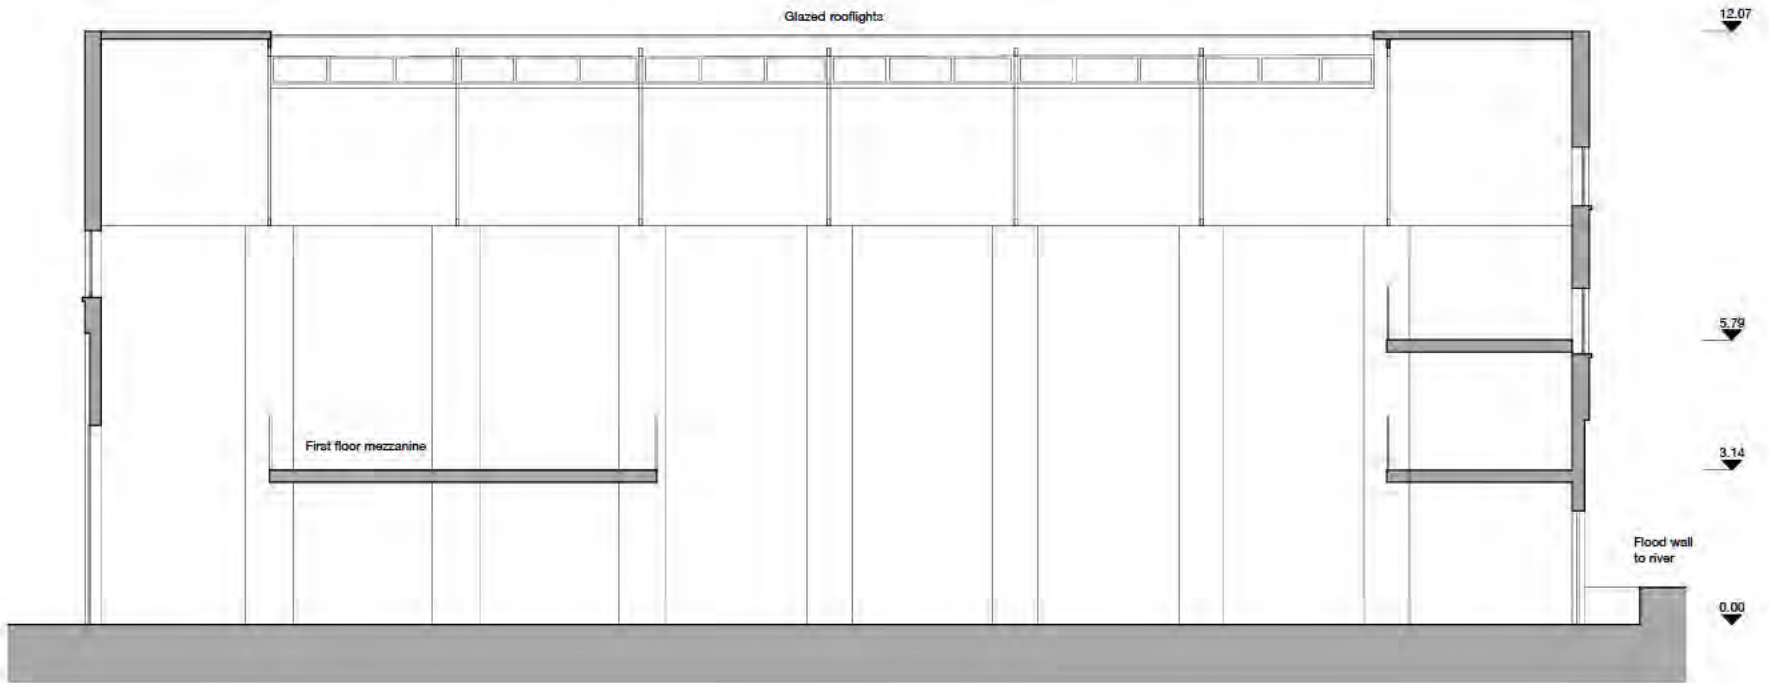 Glazed rooflights
12.07
5.79
First floor mezzanine
3.14
Flood wall
to river
0.00